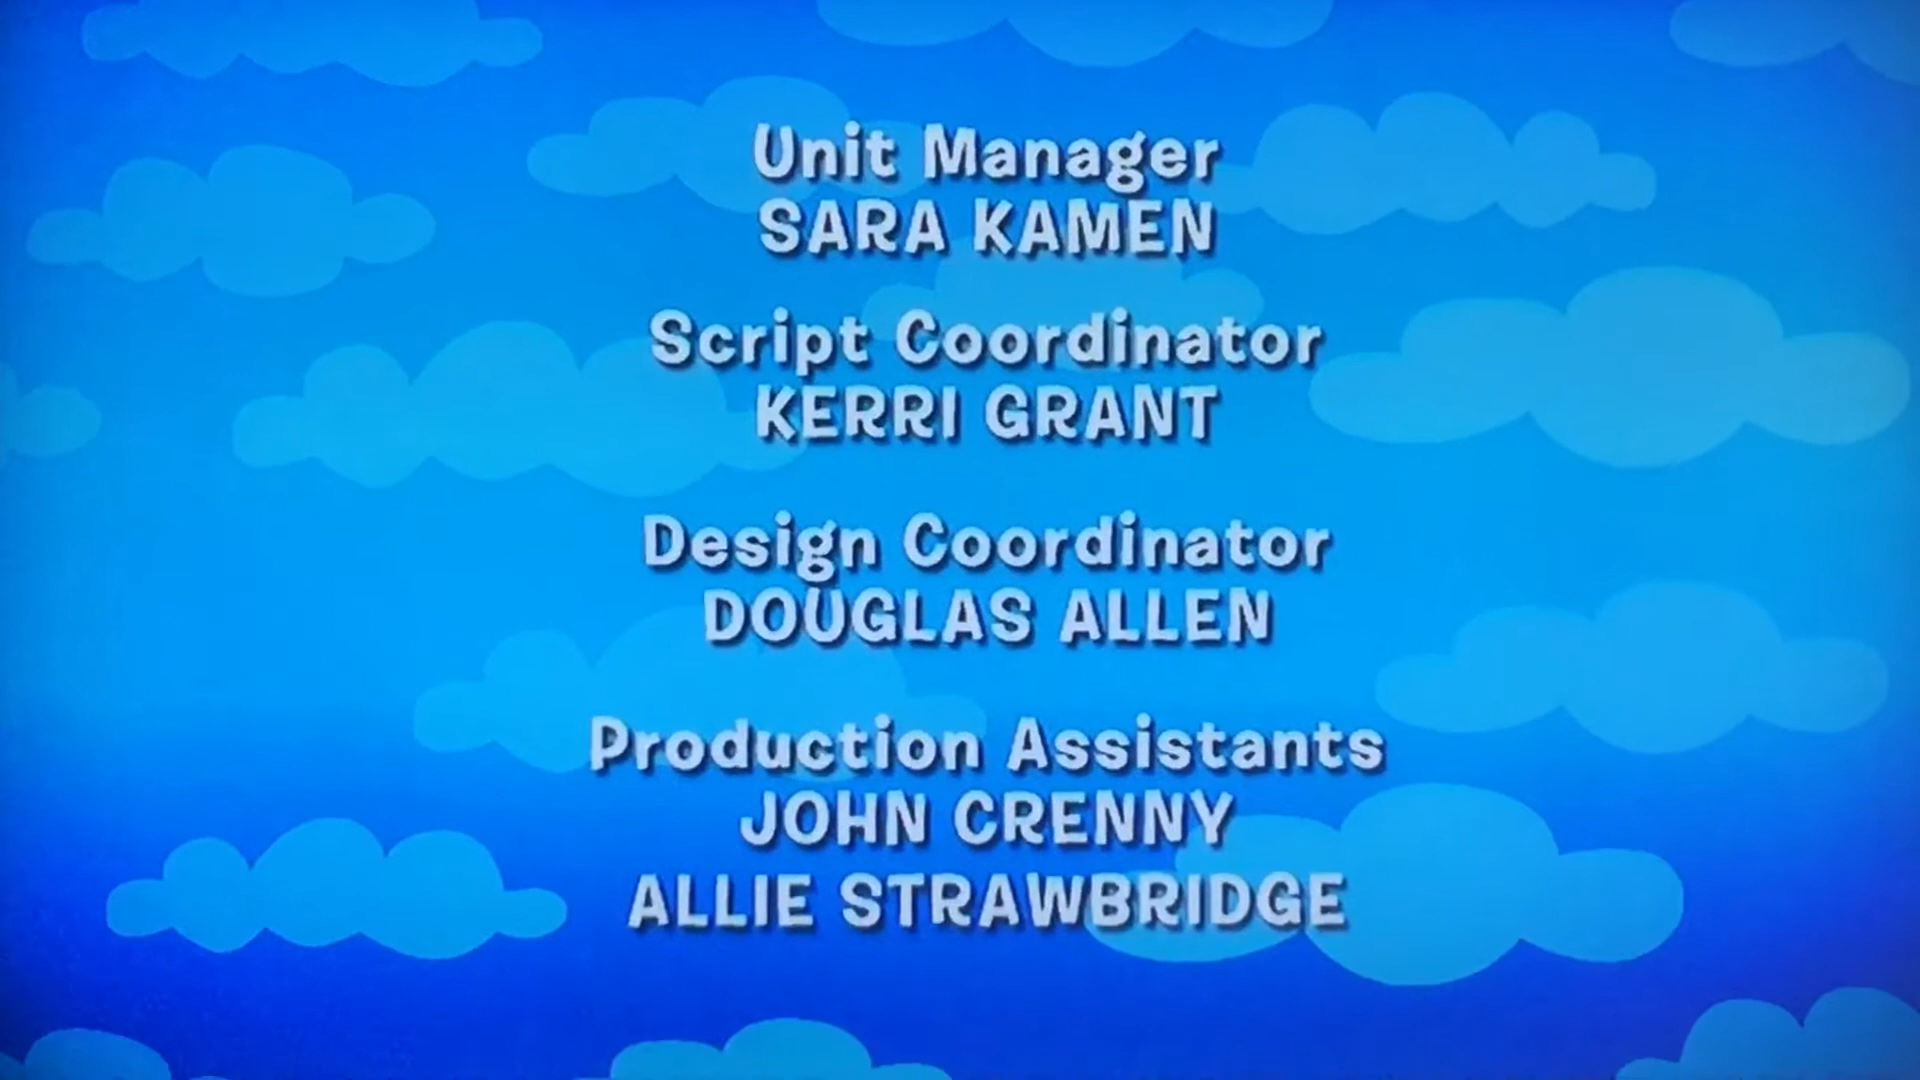 Unit Manager
SARA KAMEN
Script Coordinator
KERRI GRANT
Design Coordinator
DOUGLAS ALLEN
Production Assistants
JOHN CRENNY
ALLIE STRAWBRIDGE